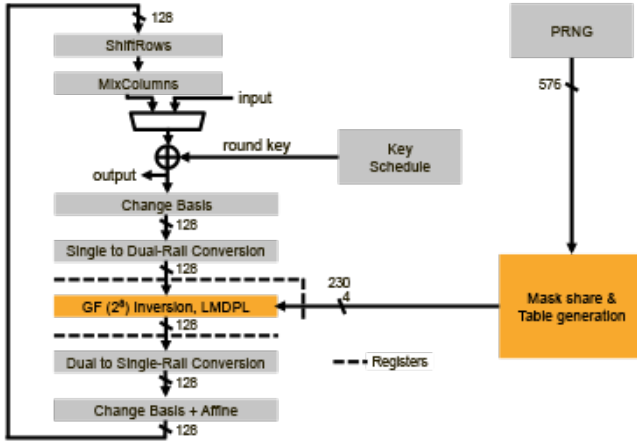 128
ShiftRows
MixColumns
input
round key
Key
Schedule
output
Change Basis
128
Single to Dual-Rail Conversion
128
GF (2⁸) Inversion, LMDPL
128
Dual to Single-Rail Conversion
128
Change Basis + Affine
128
PRNG
576
230
4
Mask share &
Table generation
Registers